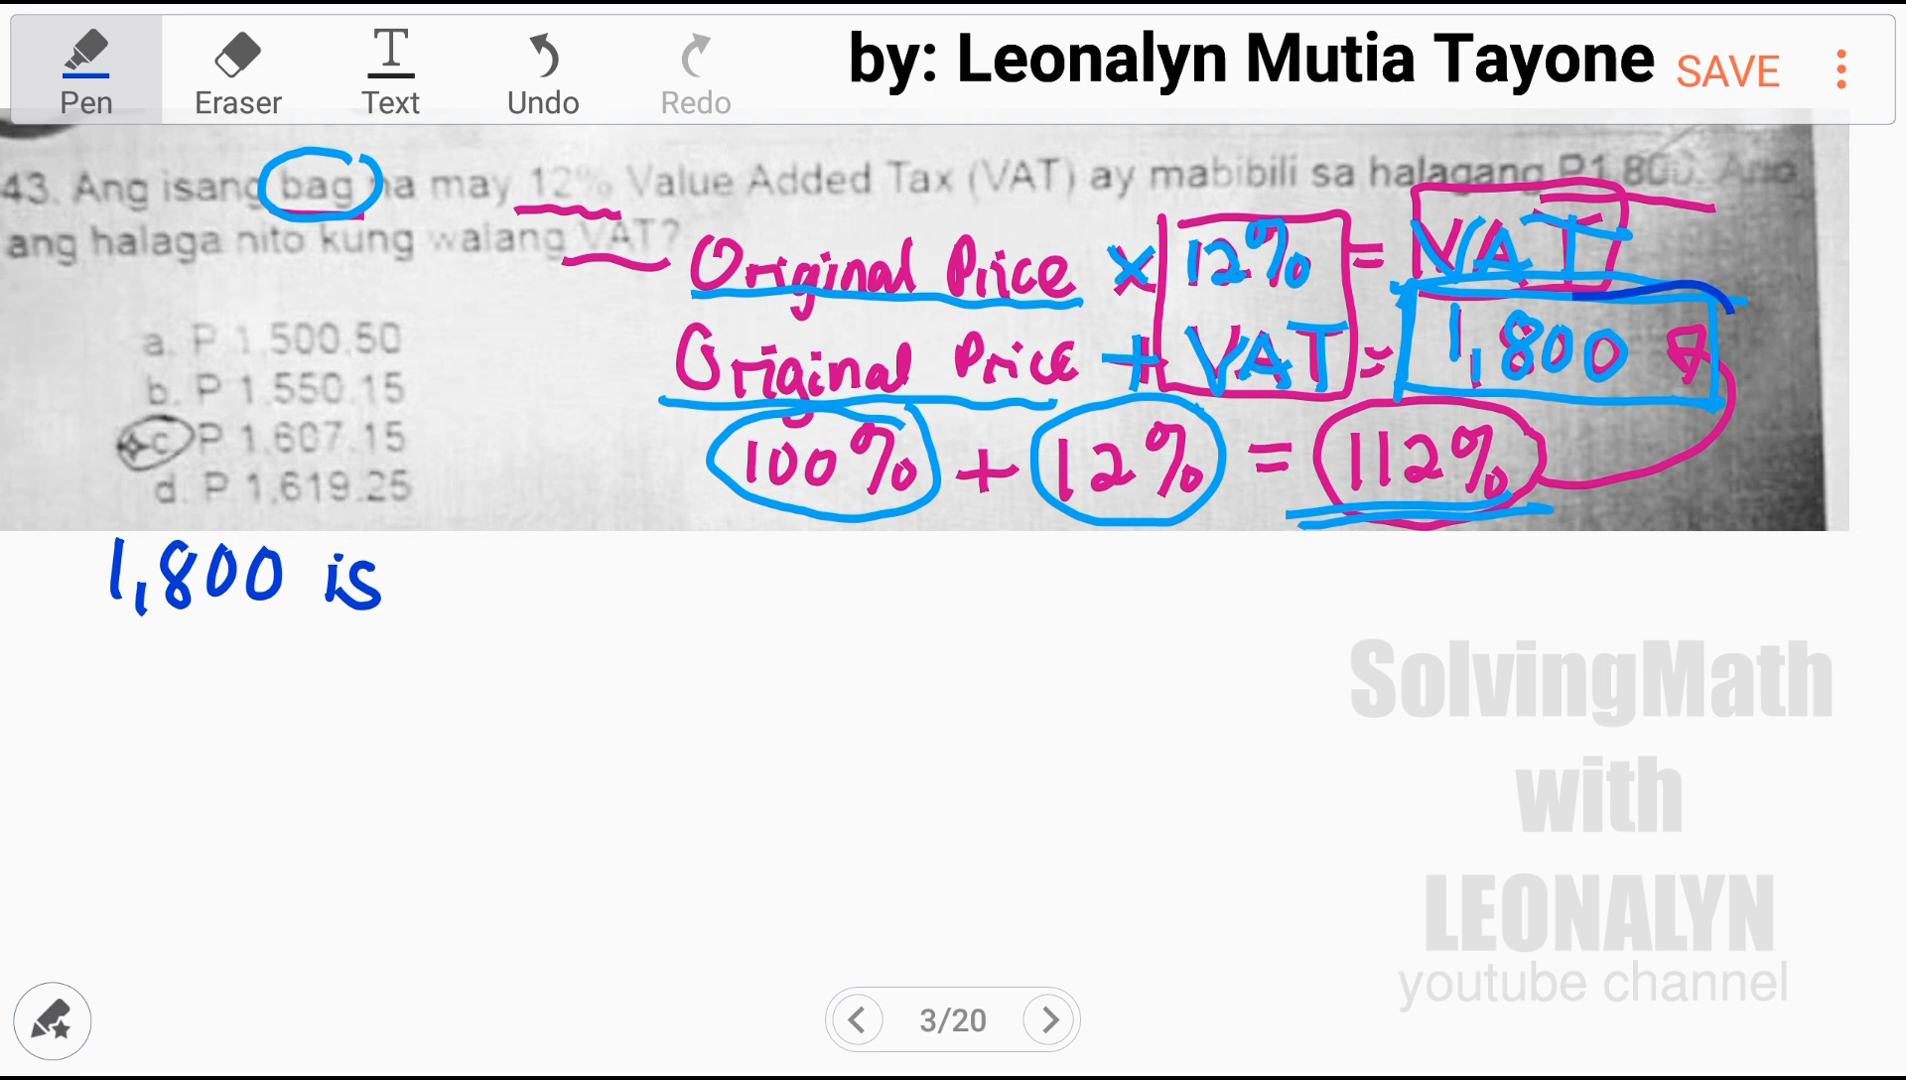 by: Leonalyn Mutia Tayone
SAVE
Pen
Eraser
Text
Undo
Redo
43. Ang isang bag na may 12% Value Added Tax (VAT) ay mabibili sa halagang P1,800. Ano
ang halaga nito kung walang VAT?
Original Price × 12% = VAT
Original Price + VAT = 1,800
100% + 12% = 112%
a. P 1,500.50
b. P 1,550.15
c P 1,607.15
d. P 1,619.25
1,800 is
SolvingMath
with
LEONALYN
youtube channel
3/20